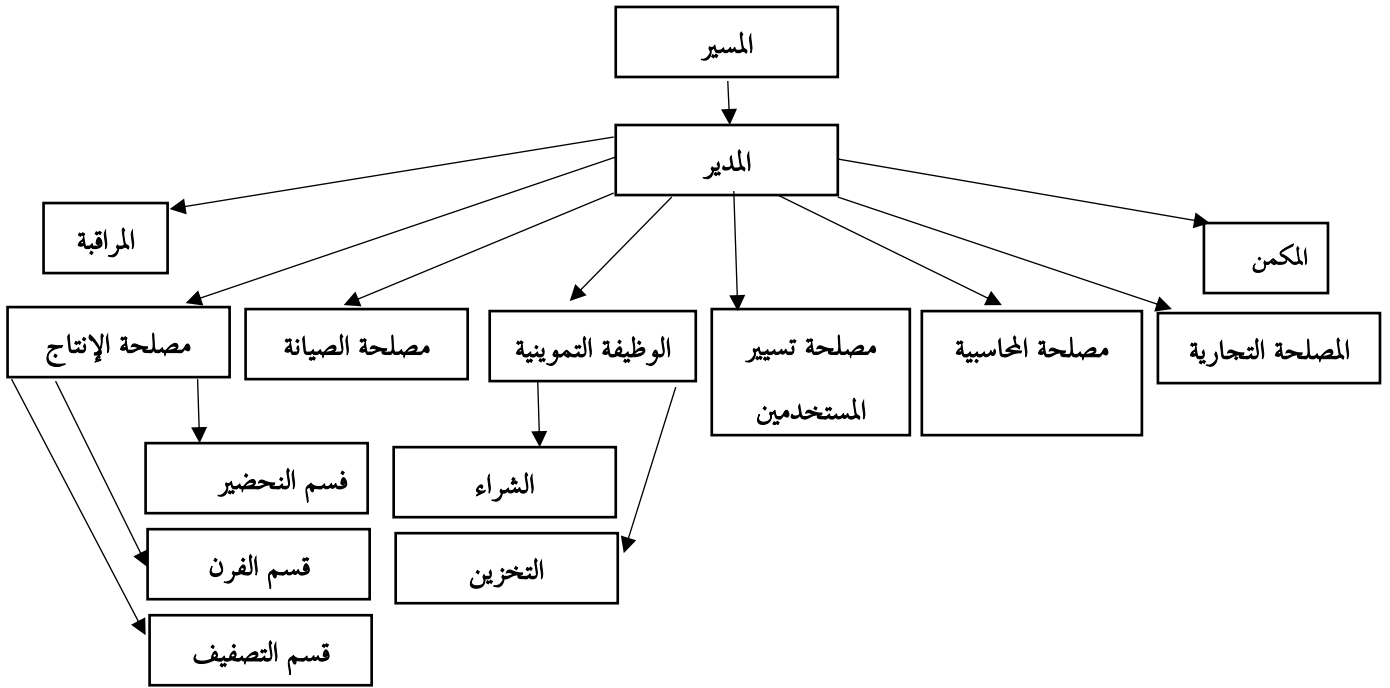 المسير
المدير
المراقبة
المكمن
مصلحة الإنتاج
مصلحة الصيانة
الوظيفة التموينية
مصلحة تسيير
المستخدمين
مصلحة المحاسبية
المصلحة التجارية
فسم النحضير
الشراء
قسم الفرن
التخزين
قسم التصفيف